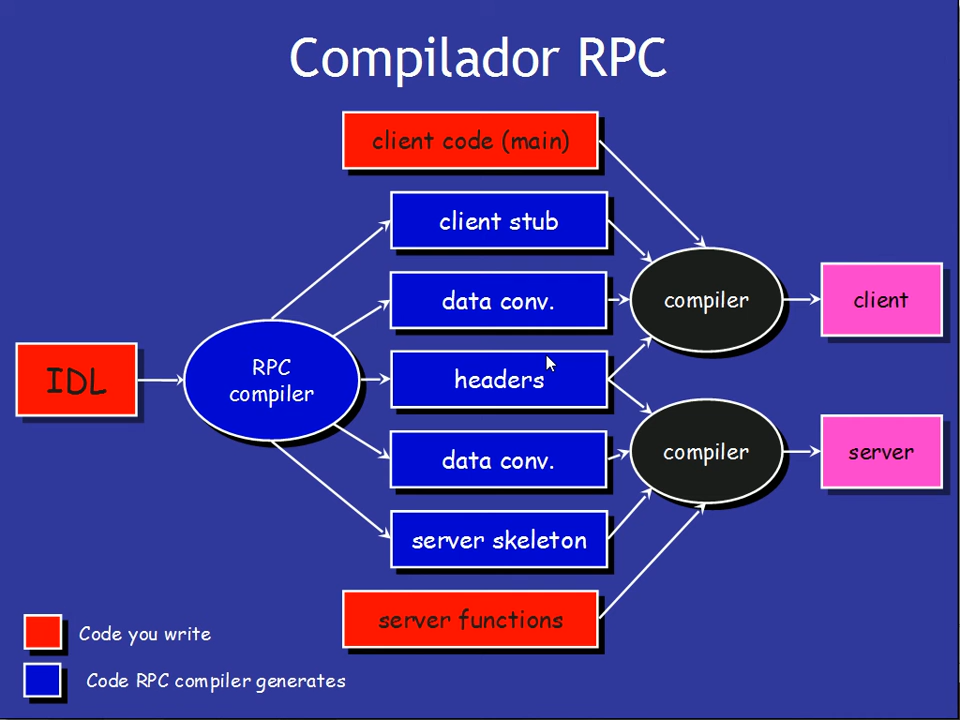 Compilador RPC
client code (main)
client stub
data conv.
compiler
client
IDL
RPC
compiler
headers
data conv.
compiler
server
server skeleton
server functions
Code you write
Code RPC compiler generates